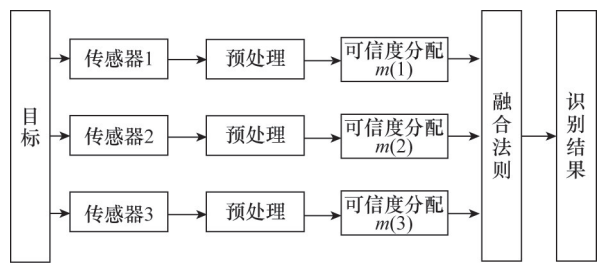 目标
传感器1
预处理
可信度分配
m(1)
传感器2
预处理
可信度分配
m(2)
传感器3
预处理
可信度分配
m(3)
融合法则
识别结果